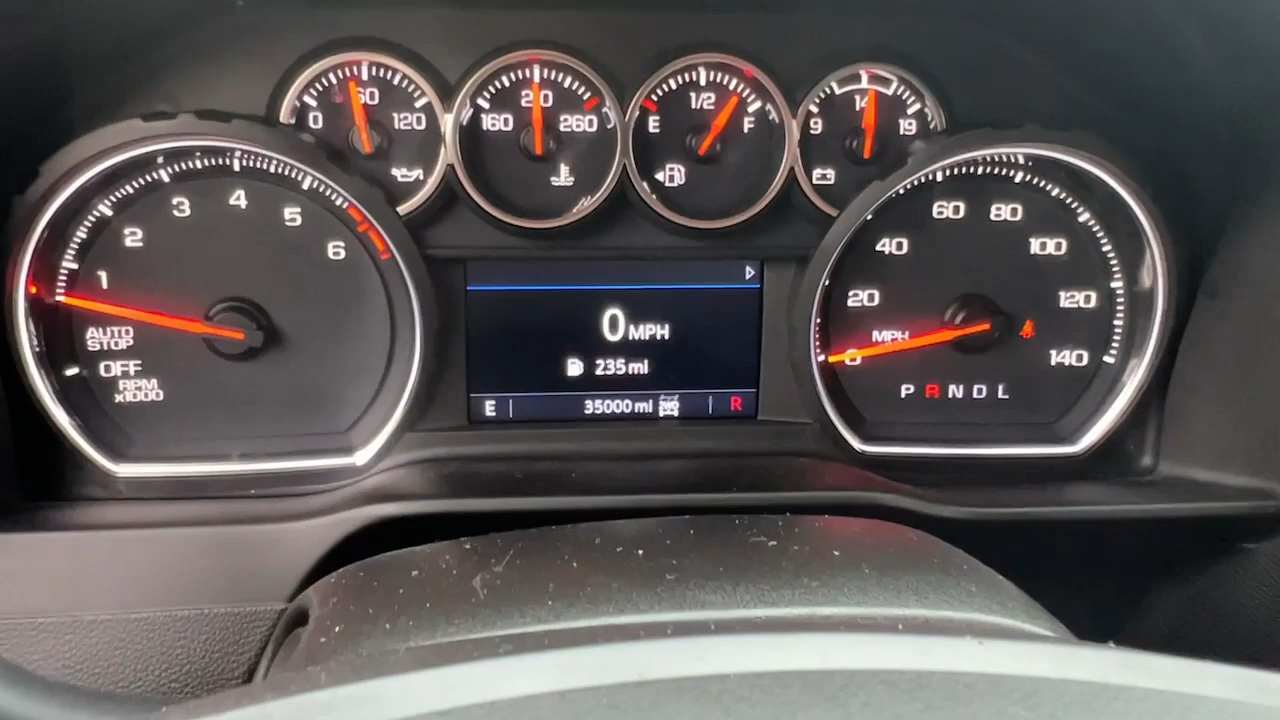 0 60 120
160 210 260
E 1/2 F
9 14 19
1 2 3 4 5 6
AUTO
STOP
OFF
RPM
x1000
0 MPH
235 mi
E 35000 mi 2WD R
0 20 40 60 80 100 120 140
MPH
P R N D L